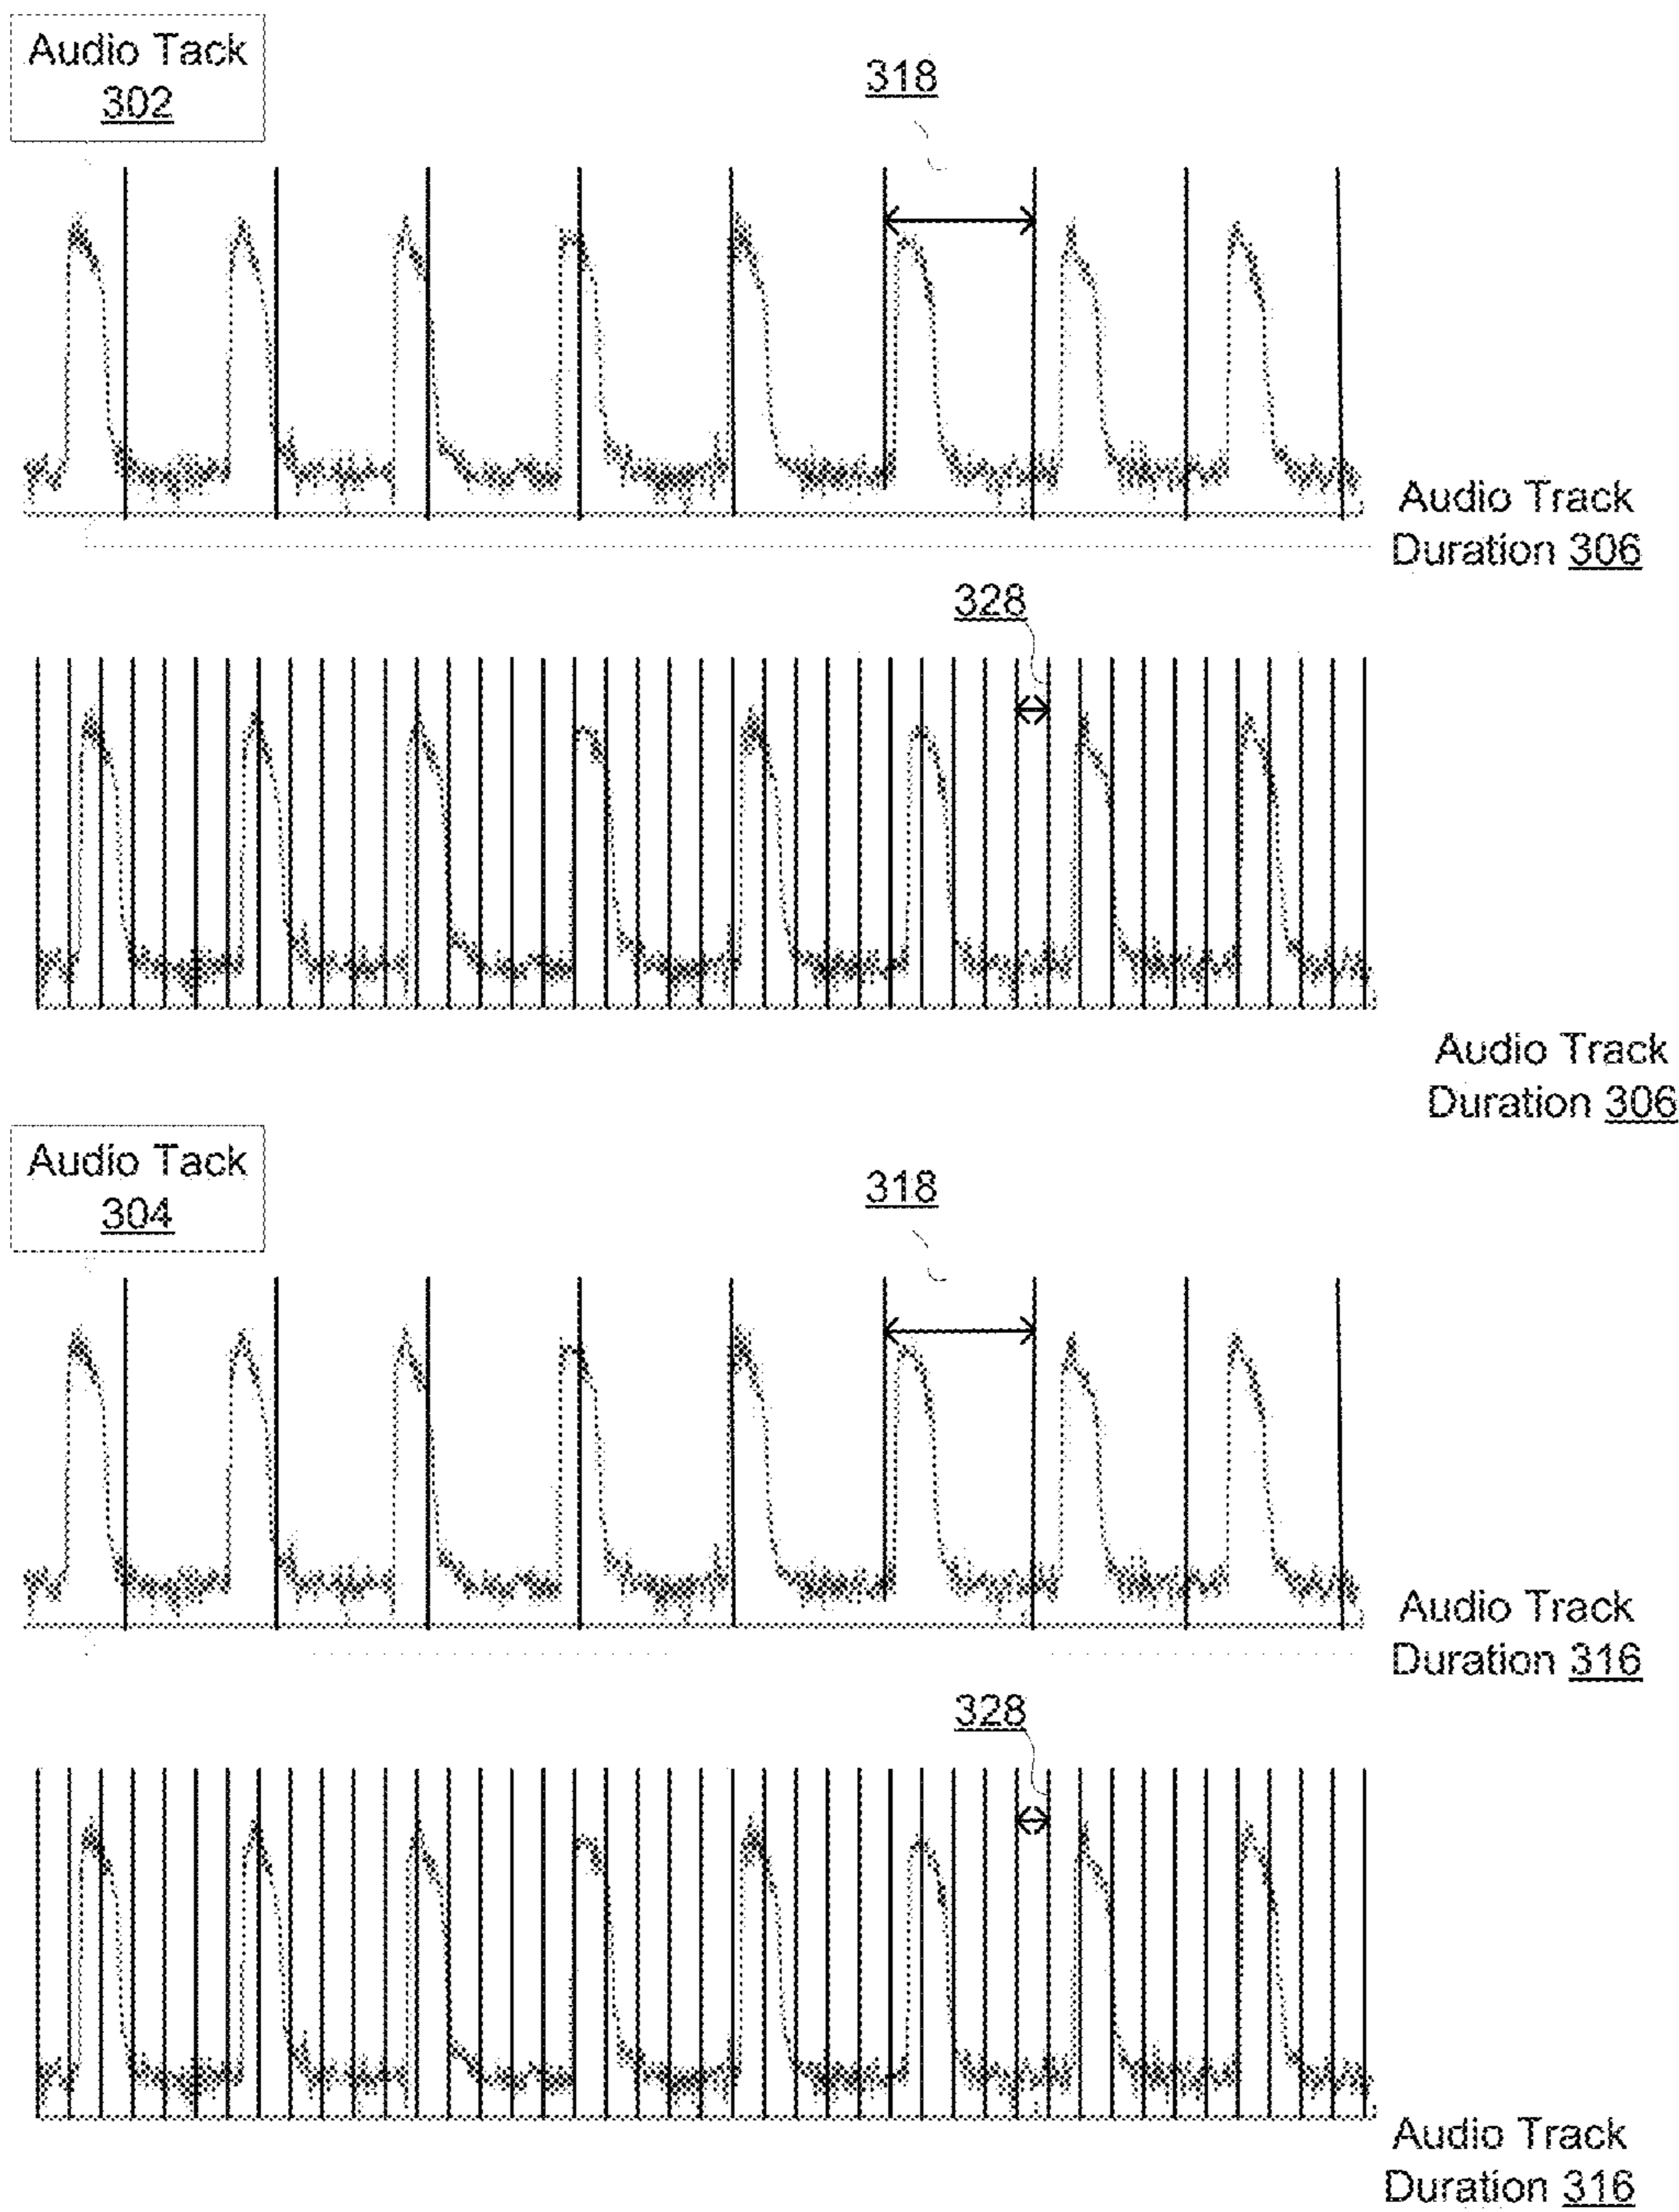 Audio Tack
302
318
Audio Track
Duration 306
328
Audio Track
Duration 306
Audio Tack
304
318
Audio Track
Duration 316
328
Audio Track
Duration 316